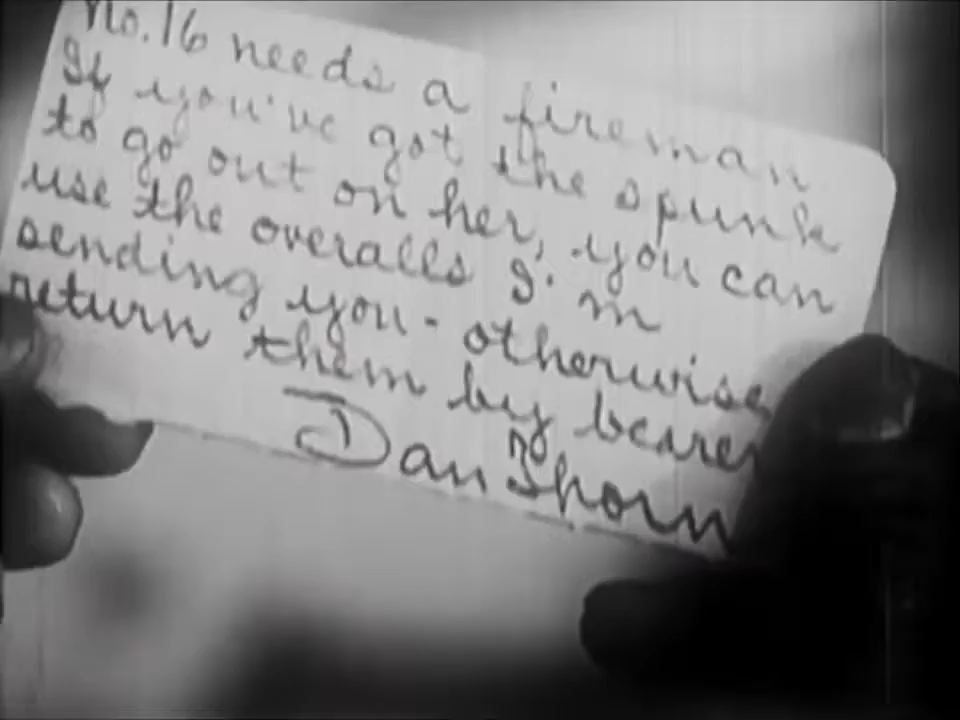 No.16 needs a fireman
If you've got the spunk
to go out on her, you can
use the overalls I'm
sending you - otherwise
return them by bearer
Dan Thorn